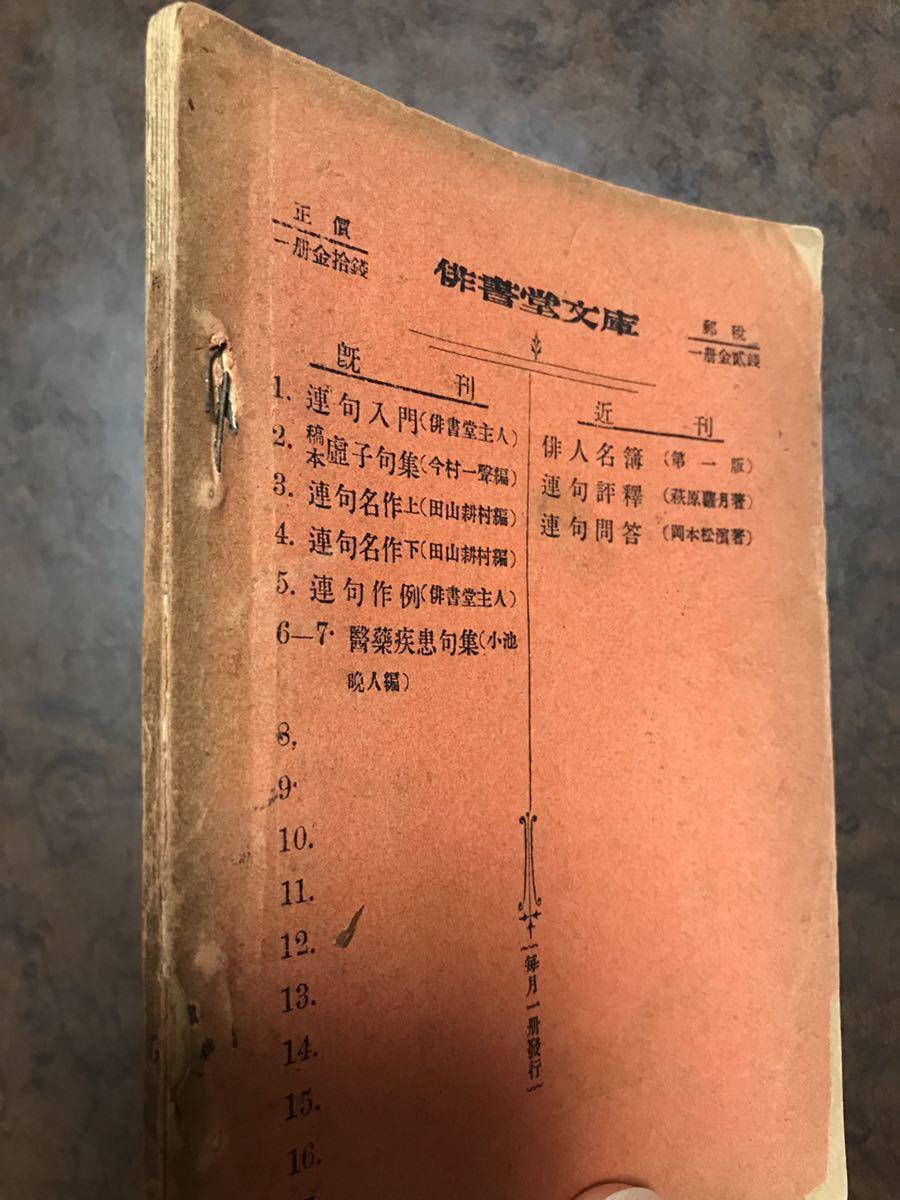 正價
一册金拾錢
俳書堂文庫
郵稅
一册金貳錢
既刊
1. 連句入門(俳書堂主人)
2. 稿本虛子句集(今村一聲編)
3. 連句名作上(田山耕村編)
4. 連句名作下(田山耕村編)
5. 連句作例(俳書堂主人)
6—7. 醫藥疾患句集(小池
晩人編)
8.
9.
10.
11.
12.
13.
14.
15.
16.
近刊
俳人名簿(第一版)
連句評釋(萩原蘿月著)
連句問答(岡本松濱著)
每月一册發行